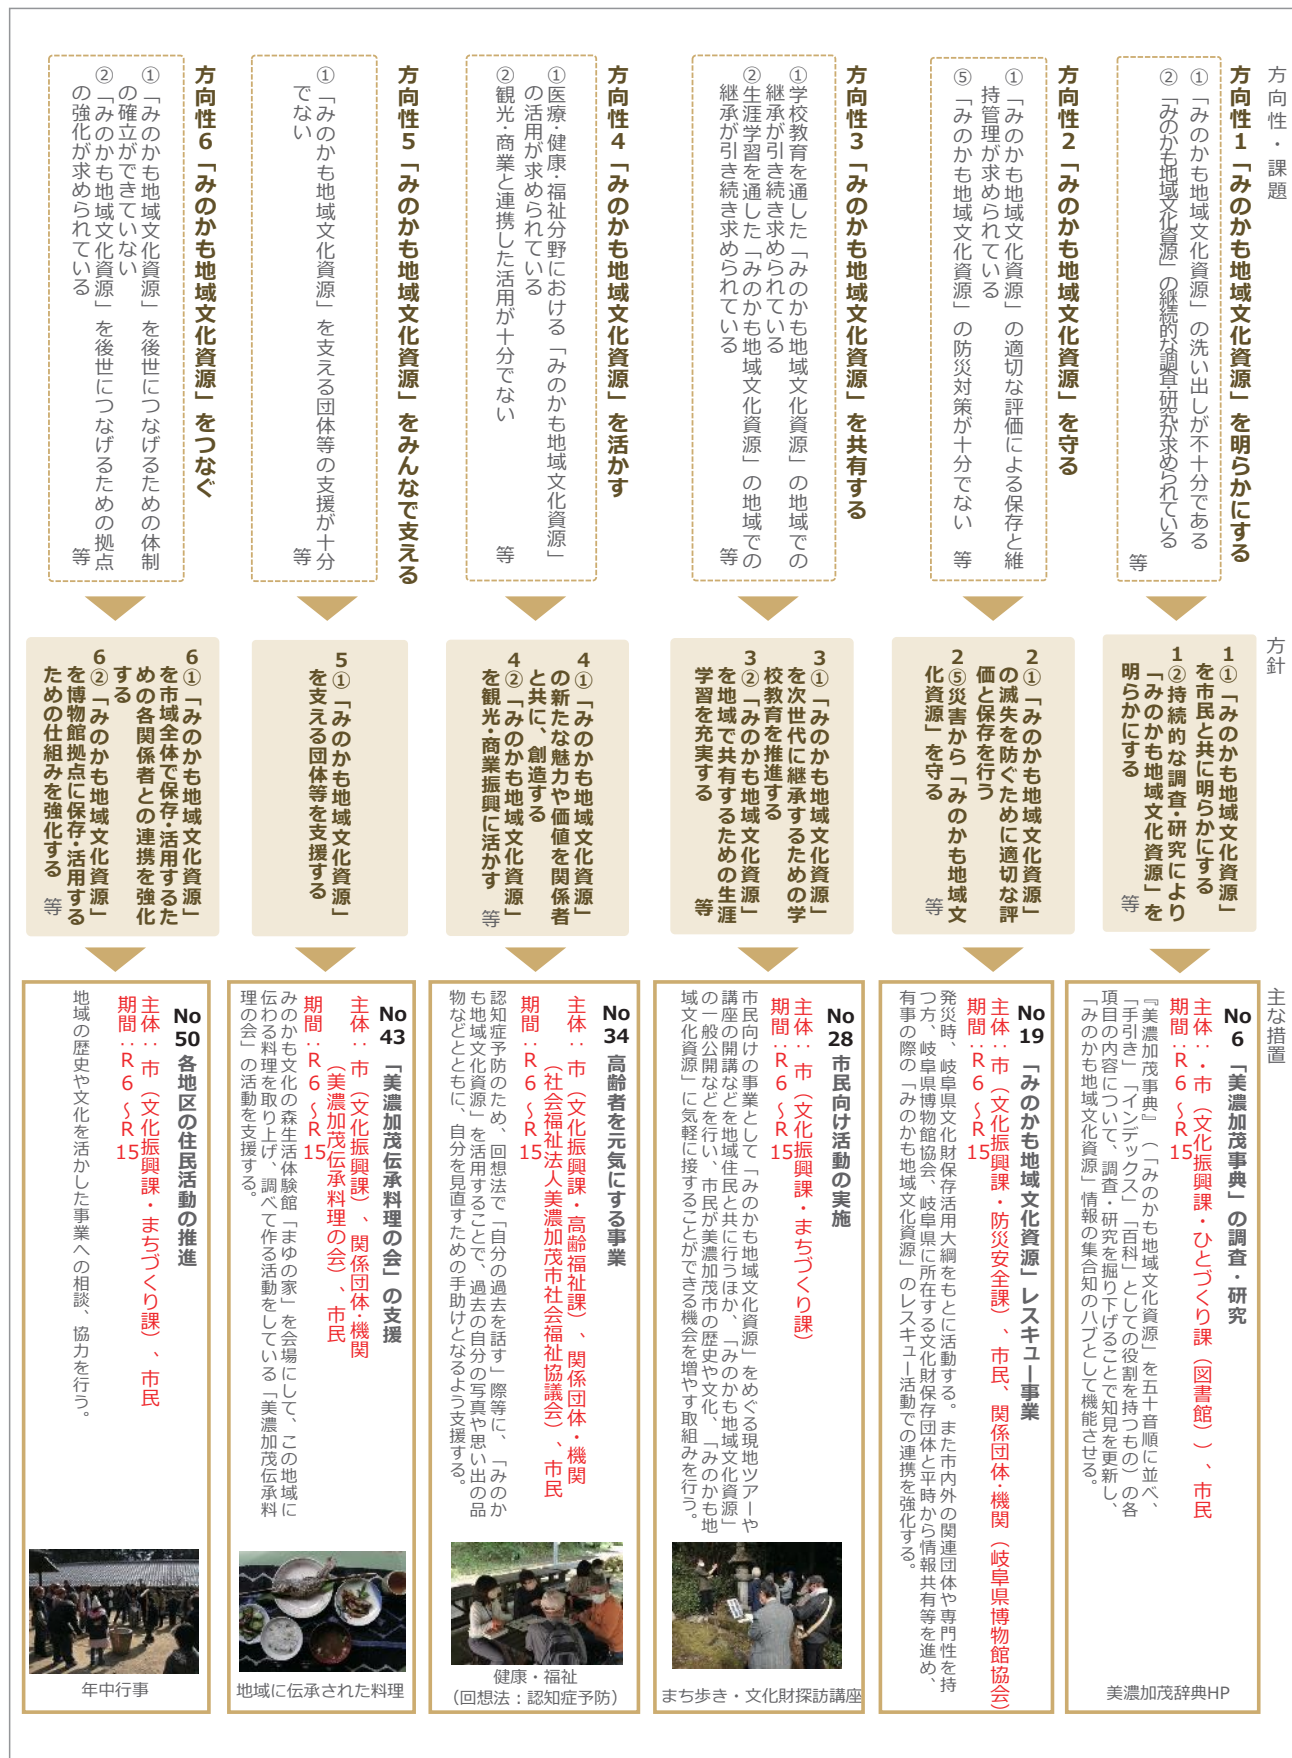 方向性・課題
方向性1「みのかも地域文化資源」を明らかにする
①「みのかも地域文化資源」の洗い出しが不十分である
②「みのかも地域文化資源」の継続的な調査・研究が求められている
等
方向性2「みのかも地域文化資源」を守る
①「みのかも地域文化資源」の適切な評価による保存と維
持管理が求められている
⑤「みのかも地域文化資源」の防災対策が十分でない 等
方向性3「みのかも地域文化資源」を共有する
①学校教育を通した「みのかも地域文化資源」の地域での
継承が引き続き求められている
②生涯学習を通した「みのかも地域文化資源」の地域での
継承が引き続き求められている 等
方向性4「みのかも地域文化資源」を活かす
①医療・健康・福祉分野における「みのかも地域文化資源」
の活用が求められている
②観光・商業と連携した活用が十分でない 等
方向性5「みのかも地域文化資源」をみんなで支える
①「みのかも地域文化資源」を支える団体等の支援が十分
でない 等
方向性6「みのかも地域文化資源」をつなぐ
①「みのかも地域文化資源」を後世につなげるための体制
の確立ができていない
②「みのかも地域文化資源」を後世につなげるための拠点
の強化が求められている 等
方針
1①「みのかも地域文化資源」
を市民と共に明らかにする
1②持続的な調査・研究により
「みのかも地域文化資源」を
明らかにする 等
2①「みのかも地域文化資源」
の滅失を防ぐために適切な評
価と保存を行う
2⑤災害から「みのかも地域文
化資源」を守る 等
3①「みのかも地域文化資源」
を次世代に継承するための学
校教育を推進する
3②「みのかも地域文化資源」
を地域で共有するための生涯
学習を充実する 等
4①「みのかも地域文化資源」
の新たな魅力や価値を関係者
と共に、創造する
4②「みのかも地域文化資源」
を観光・商業振興に活かす 等
5①「みのかも地域文化資源」
を支える団体等を支援する
6①「みのかも地域文化資源」
を市域全体で保存・活用するた
めの各関係者との連携を強化
する
6②「みのかも地域文化資源」
を博物館拠点に保存・活用する
ための仕組みを強化する 等
主な措置
No6 「美濃加茂事典」の調査・研究
主体：・市（文化振興課・ひとづくり課（図書館））、市民
期間：R6～R15
『美濃加茂事典』（「みのかも地域文化資源」を五十音順に並べ、
「手引き」「インデックス」「百科」としての役割を持つもの）の各
項目の内容について、調査・研究を掘り下げることで知見を更新し、
「みのかも地域文化資源」情報の集合知のハブとして機能させる。
美濃加茂辞典HP
No19 「みのかも地域文化資源」レスキュー事業
主体：市（文化振興課・防災安全課）、市民、関係団体・機関（岐阜県博物館協会）
期間：R6～R15
発災時、岐阜県文化財保存活用大綱をもとに活動する。また市内外の関連団体や専門性を持
つ方、岐阜県博物館協会、岐阜県に所在する文化財保存団体と平時から情報共有等を進め、
有事の際の「みのかも地域文化資源」のレスキュー活動での連携を強化する。
No28 市民向け活動の実施
主体：市（文化振興課・まちづくり課）
期間：R6～R15
市民向けの事業として「みのかも地域文化資源」をめぐる現地ツアーや
講座の開講などを地域住民と共に行うほか、「みのかも地域文化資源」
の一般公開などを行い、市民が美濃加茂市の歴史や文化、「みのかも地
域文化資源」に気軽に接することができる機会を増やす取組みを行う。
まち歩き・文化財探訪講座
No34 高齢者を元気にする事業
主体：市（文化振興課・高齢福祉課）、関係団体・機関
（社会福祉法人美濃加茂市社会福祉協議会）、市民
期間：R6～R15
認知症予防のため、回想法で「自分の過去を話す」際等に、「みのか
も地域文化資源」を活用することで、過去の自分の写真や思い出の品
物などとともに、自分を見直すための手助けとなるよう支援する。
健康・福祉
（回想法：認知症予防）
No43 「美濃加茂伝承料理の会」の支援
主体：市（文化振興課）、関係団体・機関
（美濃加茂伝承料理の会）、市民
期間：R6～R15
みのかも文化の森生活体験館「まゆの家」を会場にして、この地域に
伝わる料理を取り上げ、調べて作る活動をしている「美濃加茂伝承料
理の会」の活動を支援する。
地域に伝承された料理
No50 各地区の住民活動の推進
主体：市（文化振興課・まちづくり課）、市民
期間：R6～R15
地域の歴史や文化を活かした事業への相談、協力を行う。
年中行事